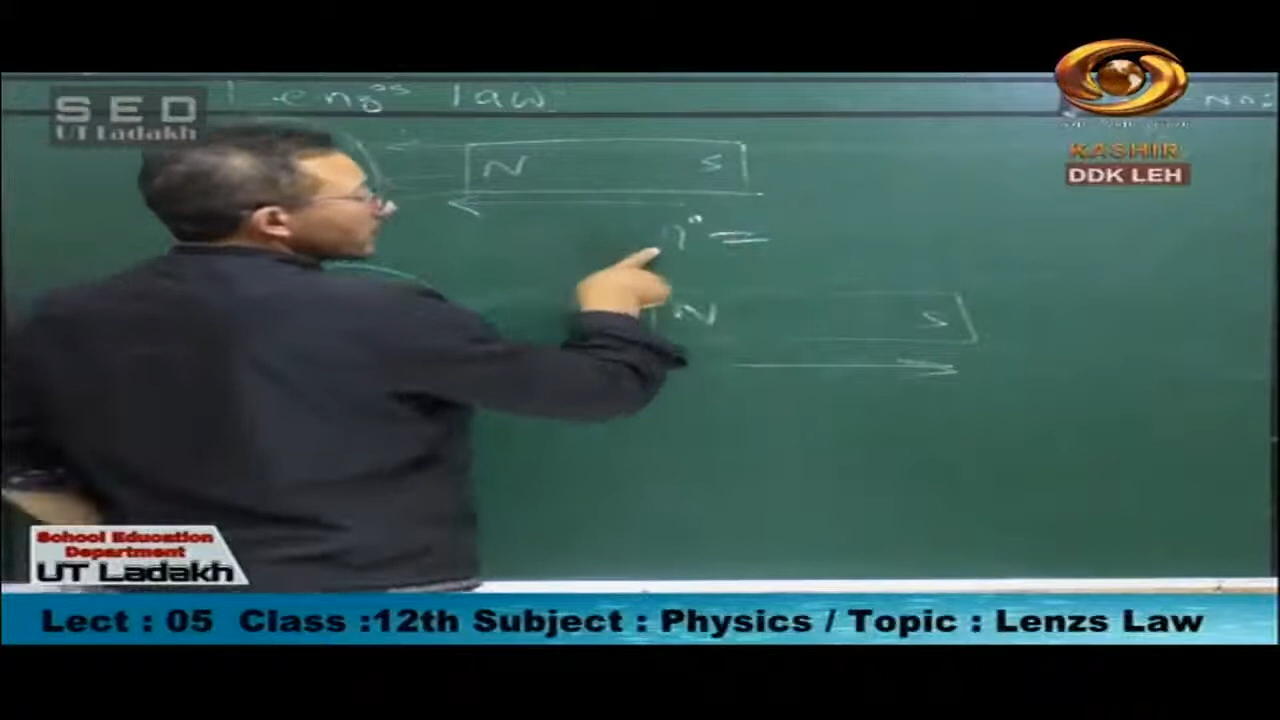 SED
UT Ladakh
Lenz's law
KASHIR
DDK LEH
N S
N S
School Education
Department
UT Ladakh
Lect : 05 Class :12th Subject : Physics / Topic : Lenzs Law